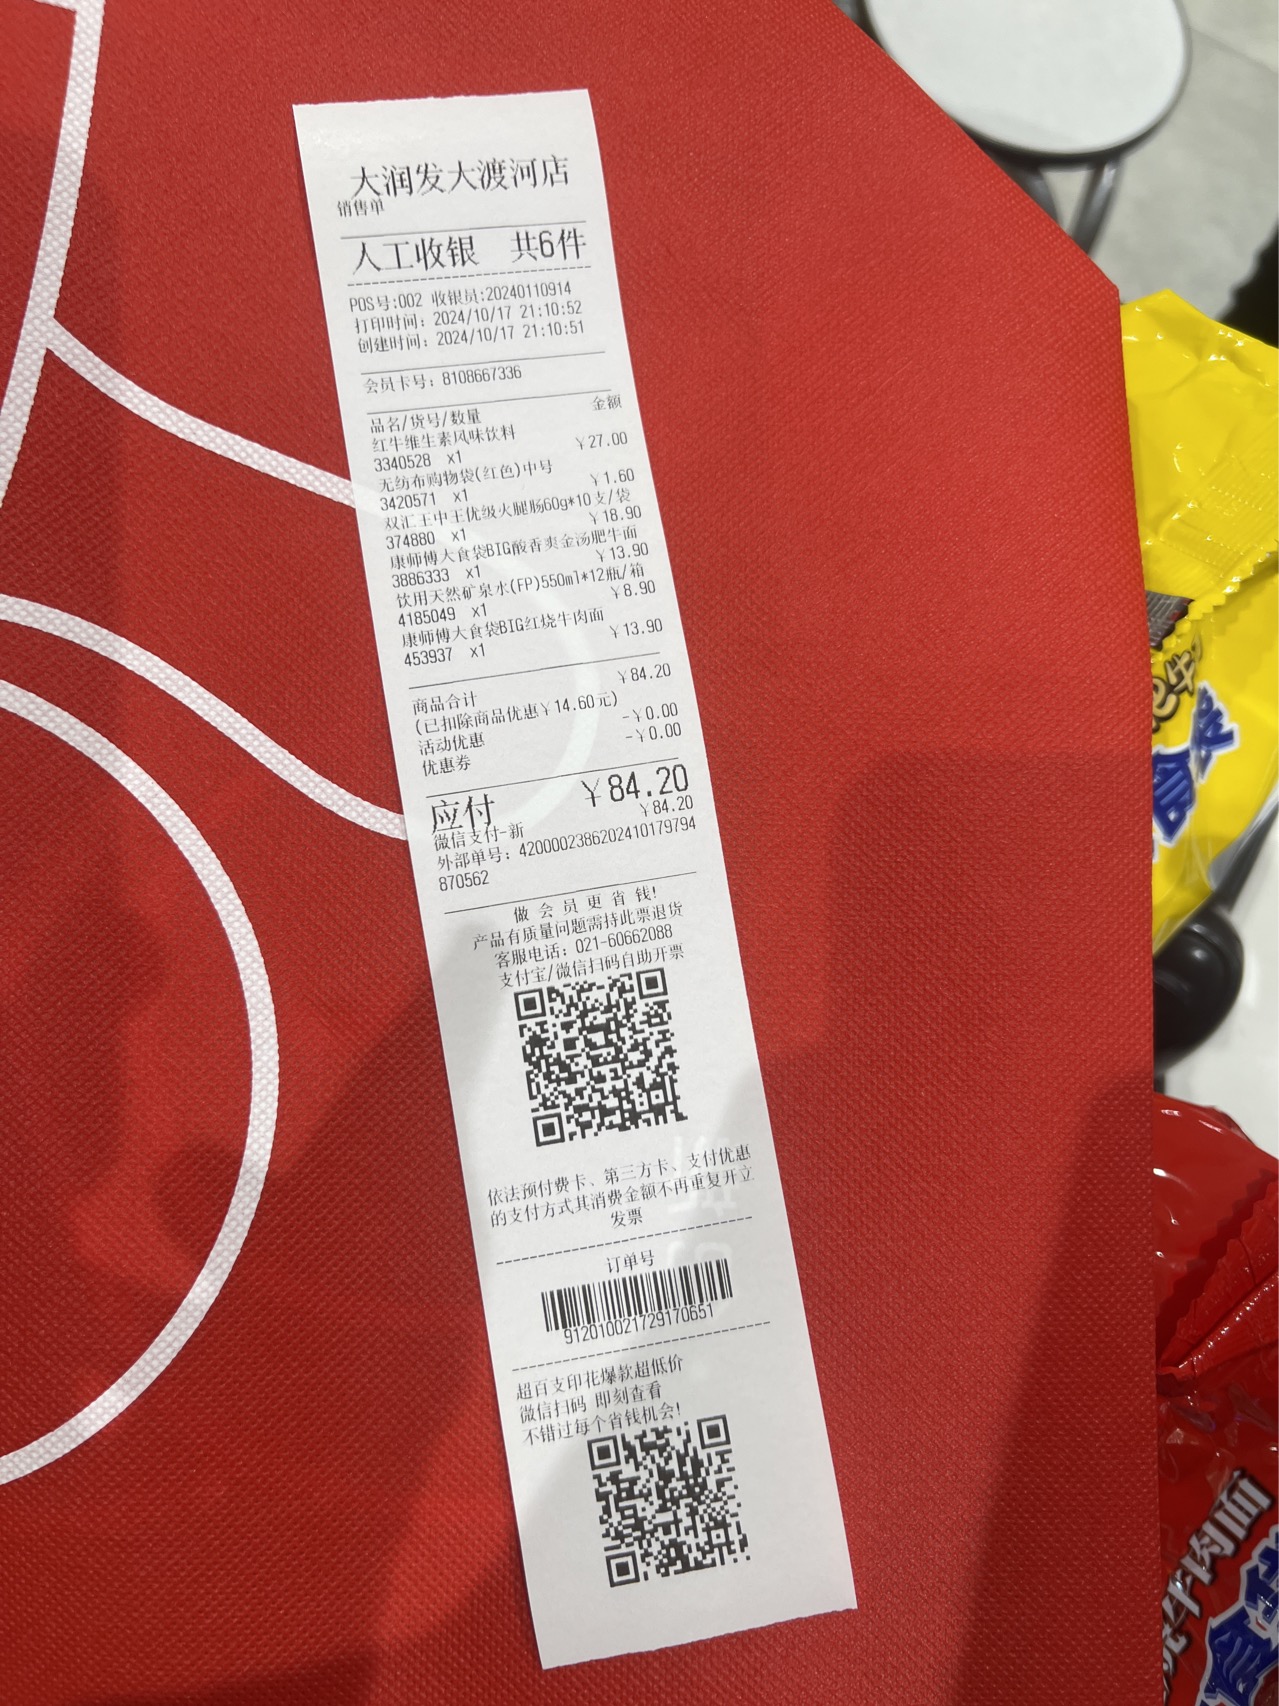 大润发大渡河店
销售单
人工收银 共6件
POS号:002 收银员:20240110914
打印时间: 2024/10/17 21:10:52
创建时间: 2024/10/17 21:10:51
会员卡号: 8108667336
品名/货号/数量 金额
红牛维生素风味饮料
3340528 x1 ￥27.00
无纺布购物袋(红色)中号
3420571 x1 ￥1.60
双汇王中王优级火腿肠60g*10支/袋
374880 x1 ￥18.90
康师傅大食袋BIG酸香爽金汤肥牛面
3886333 x1 ￥13.90
饮用天然矿泉水(FP)550ml*12瓶/箱
4185049 x1 ￥8.90
康师傅大食袋BIG红烧牛肉面
453937 x1 ￥13.90
商品合计 ￥84.20
(已扣除商品优惠￥14.60元)
活动优惠 -￥0.00
优惠券 -￥0.00
应付 ￥84.20
微信支付-新 ￥84.20
外部单号: 4200002386202410179794
870562
做 会 员 更 省 钱!
产品有质量问题需持此票退货
客服电话: 021-60662088
支付宝/微信扫码自助开票
依法预付费卡、第三方卡、支付优惠
的支付方式其消费金额不再重复开立
发票
订单号
912010021729170651
超百支印花爆款超低价
微信扫码 即刻查看
不错过每个省钱机会!
烧牛肉面